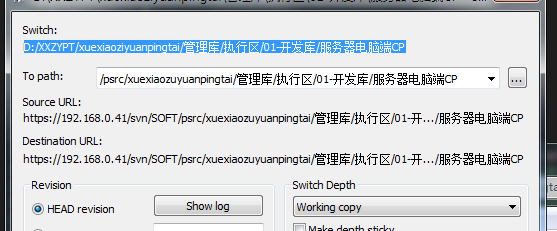 Switch:
D:/XXZYPT/xuexiaoziyuanpingtai/管理库/执行区/01-开发库/服务器电脑端CP
To path:
/psrc/xuexiaozuyuanpingtai/管理库/执行区/01-开发库/服务器电脑端CP
...
Source URL:
https://192.168.0.41/svn/SOFT/psrc/xuexiaozuyuanpingtai/管理库/执行区/01-开.../服务器电脑端CP
Destination URL:
https://192.168.0.41/svn/SOFT/psrc/xuexiaozuyuanpingtai/管理库/执行区/01-开.../服务器电脑端CP
Revision
HEAD revision
Show log
Switch Depth
Working copy
Make depth sticky